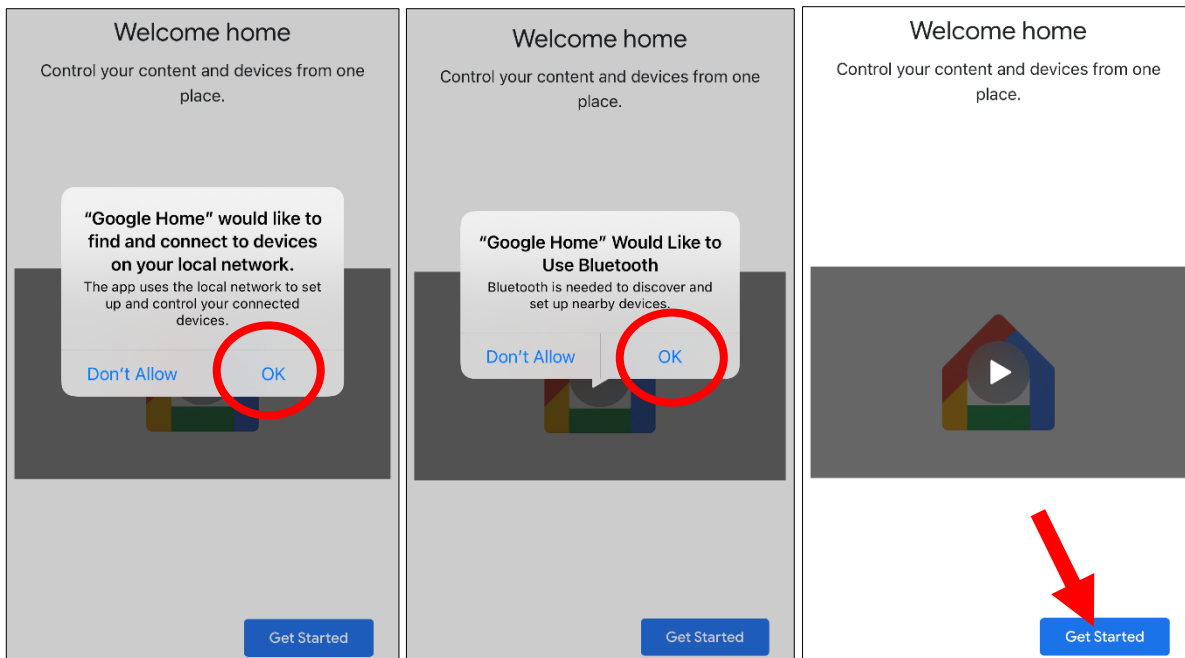 Welcome home
Control your content and devices from one
place.
“Google Home” would like to
find and connect to devices
on your local network.
The app uses the local network to set
up and control your connected
devices.
Don’t Allow
OK
Get Started
Welcome home
Control your content and devices from one
place.
“Google Home” Would Like to
Use Bluetooth
Bluetooth is needed to discover and
set up nearby devices.
Don’t Allow
OK
Get Started
Welcome home
Control your content and devices from one
place.
Get Started